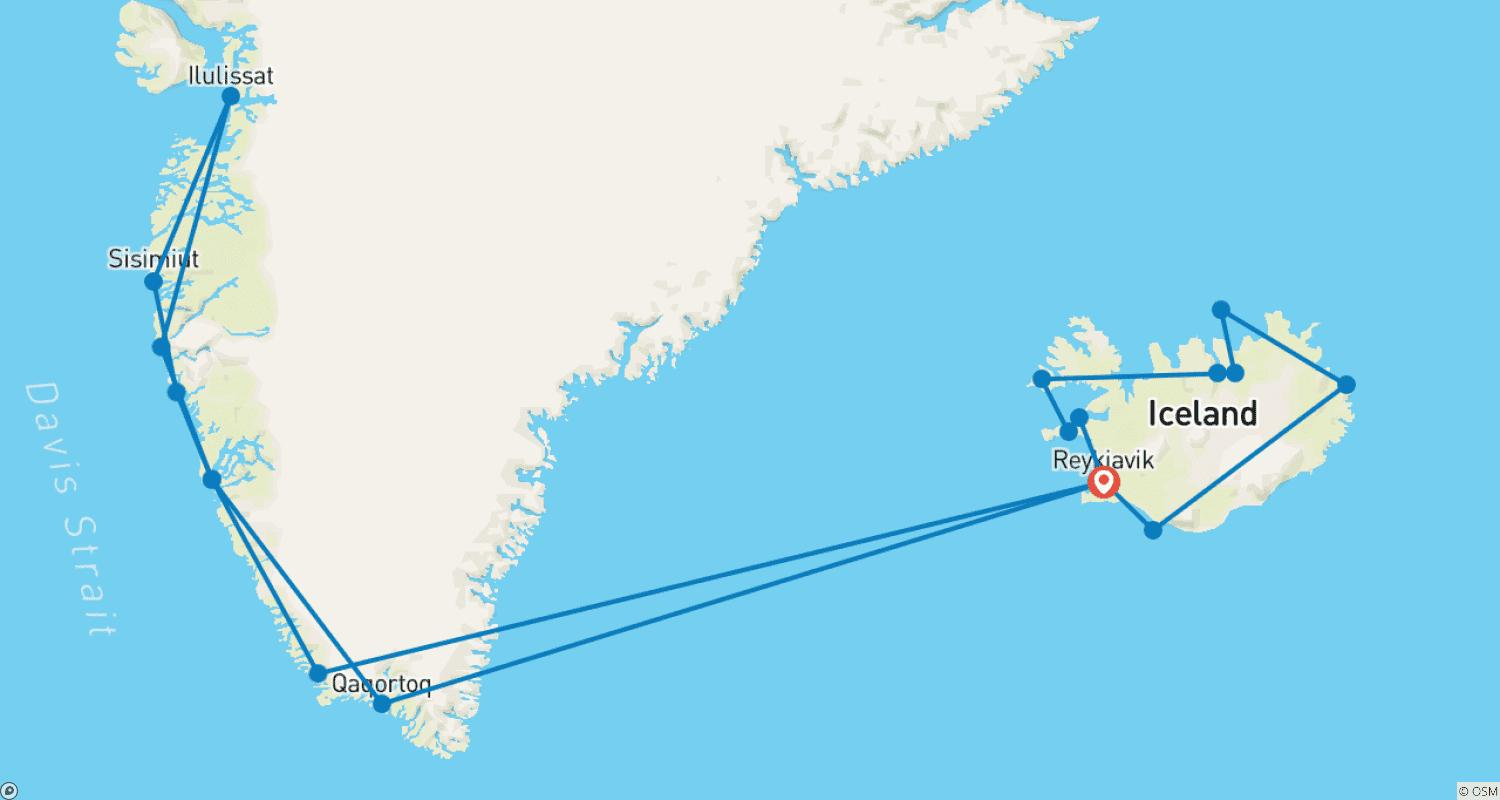 Ilulissat
Sisimiut
Davis Strait
Iceland
Reykjavik
Qaqortoq
© OSM